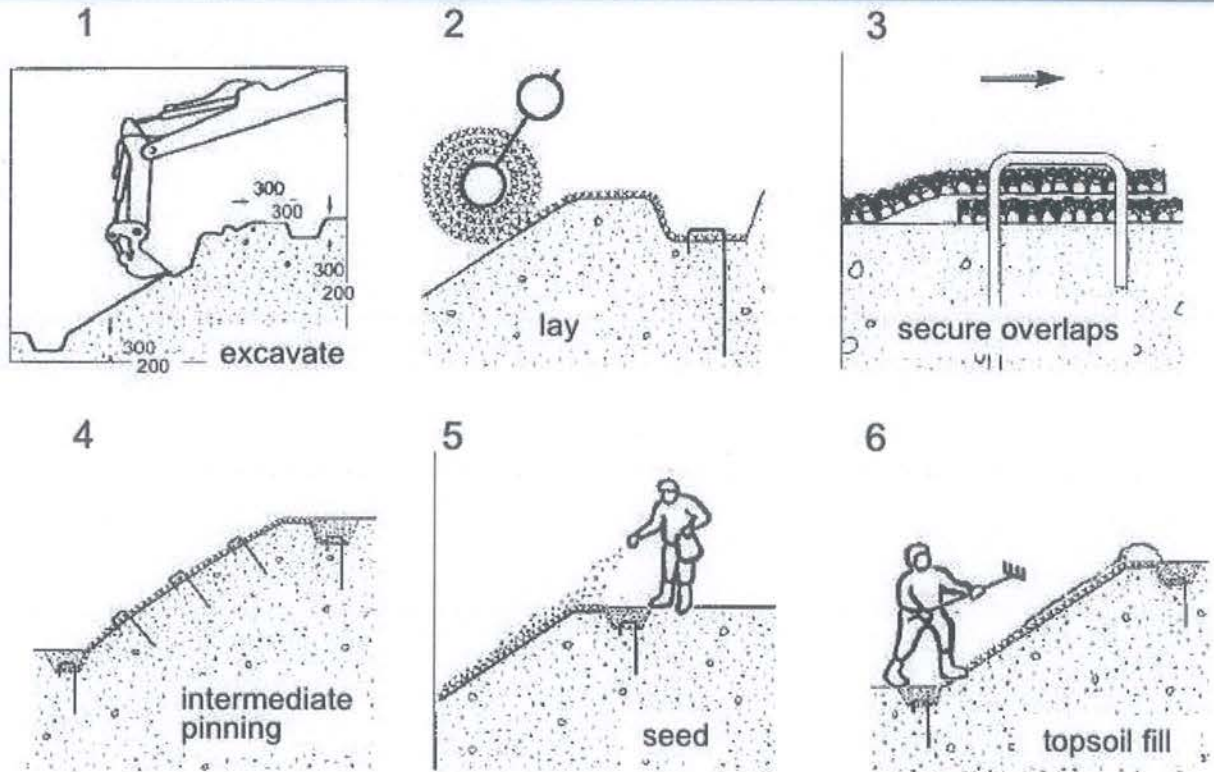 1
2
3
300
300
300
200
300
200
excavate
lay
secure overlaps
4
5
6
intermediate
pinning
seed
topsoil fill